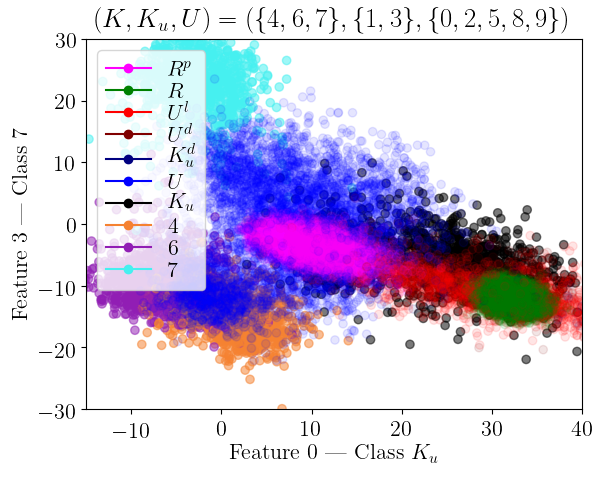 (K, K_u, U) = ({4, 6, 7}, {1, 3}, {0, 2, 5, 8, 9})
R^p
R
U^l
U^d
K_u^d
U
K_u
4
6
7
30
20
10
0
−10
−20
−30
−10
0
10
20
30
40
Feature 3 — Class 7
Feature 0 — Class K_u